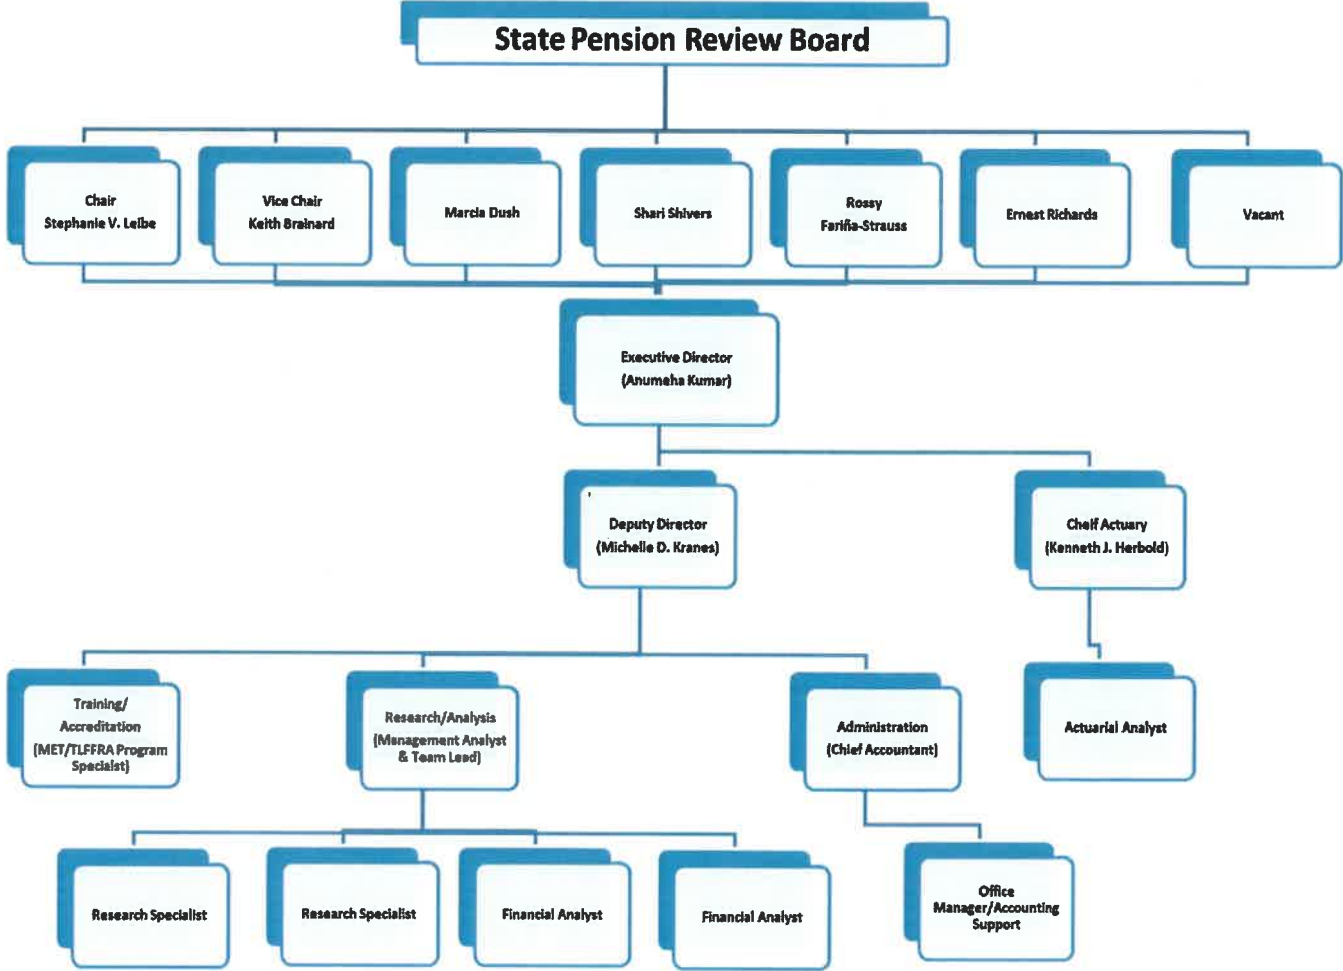 State Pension Review Board
Chair
Stephanie V. Leibe
Vice Chair
Keith Brainard
Marcia Dush
Shari Shivers
Rossy
Fariña-Strauss
Ernest Richards
Vacant
Executive Director
(Anumeha Kumar)
Deputy Director
(Michelle D. Kranes)
Cheif Actuary
(Kenneth J. Herbold)
Training/
Accreditation
(MET/TLFFRA Program
Specialist)
Research/Analysis
(Management Analyst
& Team Lead)
Administration
(Chief Accountant)
Actuarial Analyst
Research Specialist
Research Specialist
Financial Analyst
Financial Analyst
Office
Manager/Accounting
Support